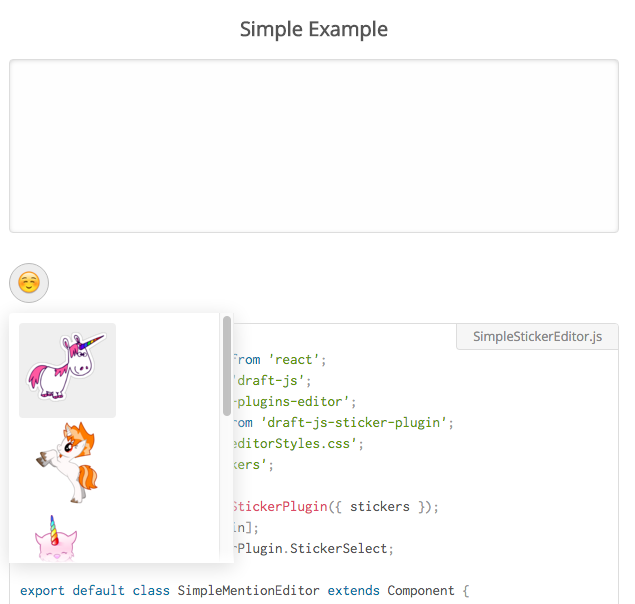 Simple Example
SimpleStickerEditor.js
from 'react';
'draft-js';
-plugins-editor';
from 'draft-js-sticker-plugin';
editorStyles.css';
kers';
StickerPlugin({ stickers });
in];
rPlugin.StickerSelect;
export default class SimpleMentionEditor extends Component {